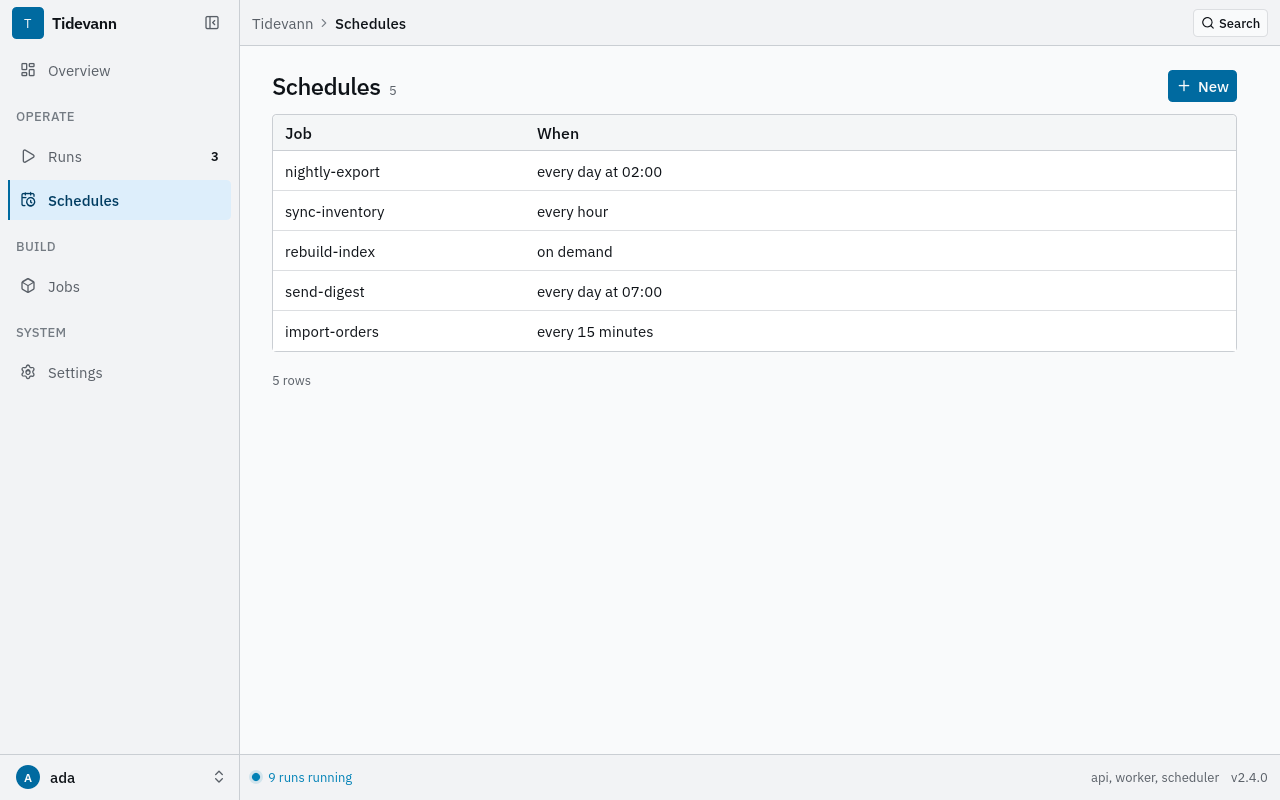 T Tidevann
Tidevann > Schedules
Search
Overview
OPERATE
Runs 3
Schedules
BUILD
Jobs
SYSTEM
Settings
A ada
Schedules 5
+ New
Job When
nightly-export every day at 02:00
sync-inventory every hour
rebuild-index on demand
send-digest every day at 07:00
import-orders every 15 minutes
5 rows
9 runs running
api, worker, scheduler v2.4.0